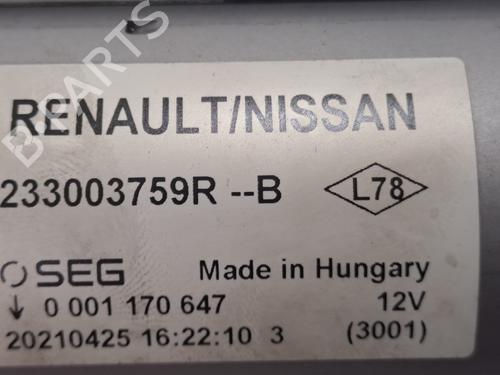 B PARTS
RENAULT/NISSAN
233003759R --B L78
SEG Made in Hungary
↓ 0 001 170 647 12V
20210425 16:22:10 3 (3001)